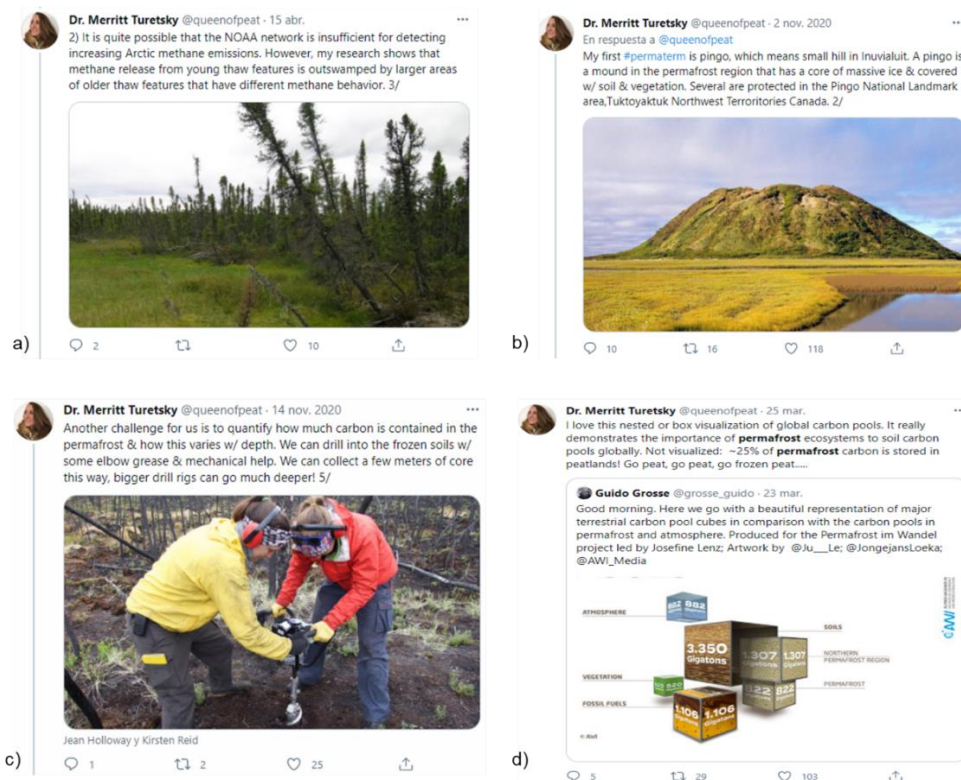 Dr. Merritt Turetsky @queenofpeat · 15 abr.
2) It is quite possible that the NOAA network is insufficient for detecting
increasing Arctic methane emissions. However, my research shows that
methane release from young thaw features is outswamped by larger areas
of older thaw features that have different methane behavior. 3/
a)
2
10
Dr. Merritt Turetsky @queenofpeat · 2 nov. 2020
En respuesta a @queenofpeat
My first #permaterm is pingo, which means small hill in Inuvialuit. A pingo is
a mound in the permafrost region that has a core of massive ice & covered
w/ soil & vegetation. Several are protected in the Pingo National Landmark
area,Tuktoyaktuk Northwest Terroritories Canada. 2/
b)
10
16
118
Dr. Merritt Turetsky @queenofpeat · 14 nov. 2020
Another challenge for us is to quantify how much carbon is contained in the
permafrost & how this varies w/ depth. We can drill into the frozen soils w/
some elbow grease & mechanical help. We can collect a few meters of core
this way, bigger drill rigs can go much deeper! 5/
Jean Holloway y Kirsten Reid
c)
1
2
25
Dr. Merritt Turetsky @queenofpeat · 25 mar.
I love this nested or box visualization of global carbon pools. It really
demonstrates the importance of permafrost ecosystems to soil carbon
pools globally. Not visualized: ~25% of permafrost carbon is stored in
peatlands! Go peat, go peat, go frozen peat.....
Guido Grosse @grosse_guido · 23 mar.
Good morning. Here we go with a beautiful representation of major
terrestrial carbon pool cubes in comparison with the carbon pools in
permafrost and atmosphere. Produced for the Permafrost im Wandel
project led by Josefine Lenz; Artwork by @Ju___Le; @JongejansLoeka;
@AWI_Media
ATMOSPHERE
882
SOILS
3.350
Gigatons
1.307
Gigatons
1.307
NORTHERN
PERMAFROST REGION
VEGETATION
620
822
822
PERMAFROST
FOSSIL FUELS
1.106
Gigatons
1.106
Gigatons
© AWI
AWI
d)
5
29
103